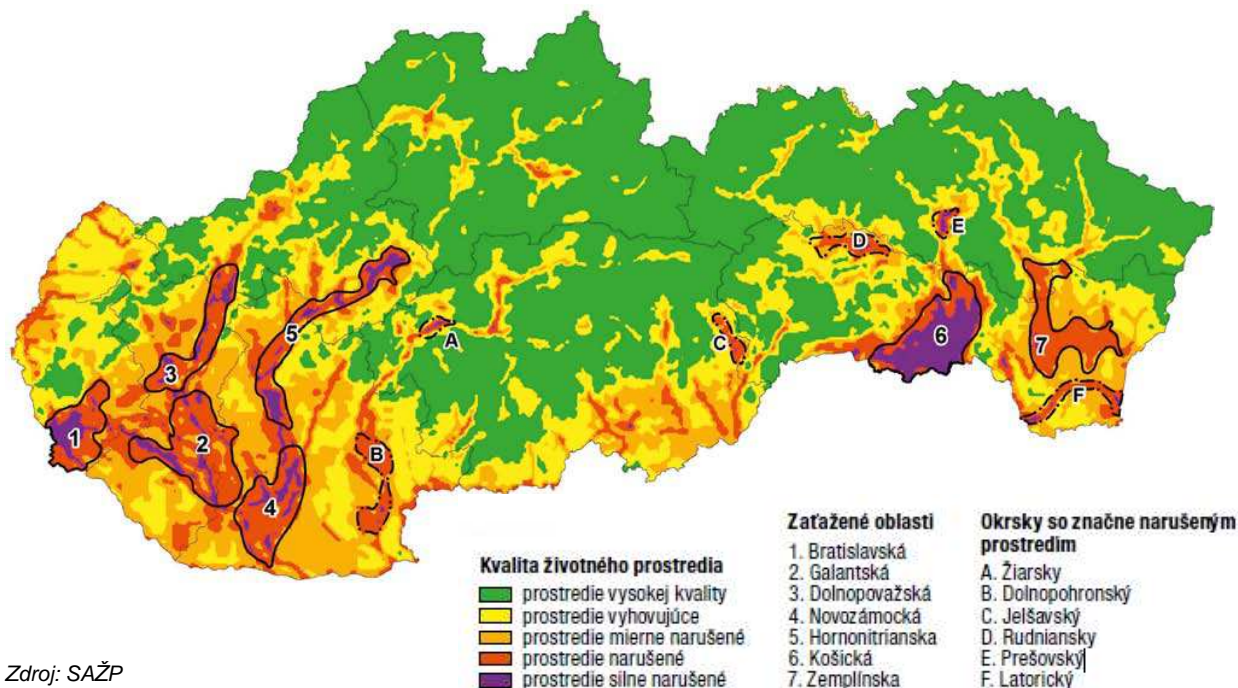 1
2
3
4
5
6
7
A
B
C
D
E
F
Kvalita životného prostredia
prostredie vysokej kvality
prostredie vyhovujúce
prostredie mierne narušené
prostredie narušené
prostredie silne narušené
Zaťažené oblasti
1. Bratislavská
2. Galantská
3. Dolnopovažská
4. Novozámocká
5. Hornonitrianska
6. Košická
7. Zemplínska
Okrsky so značne narušeným
prostredim
A. Žiarsky
B. Dolnopohronský
C. Jelšavský
D. Rudniansky
E. Prešovský
F. Latorický
Zdroj: SAŽP